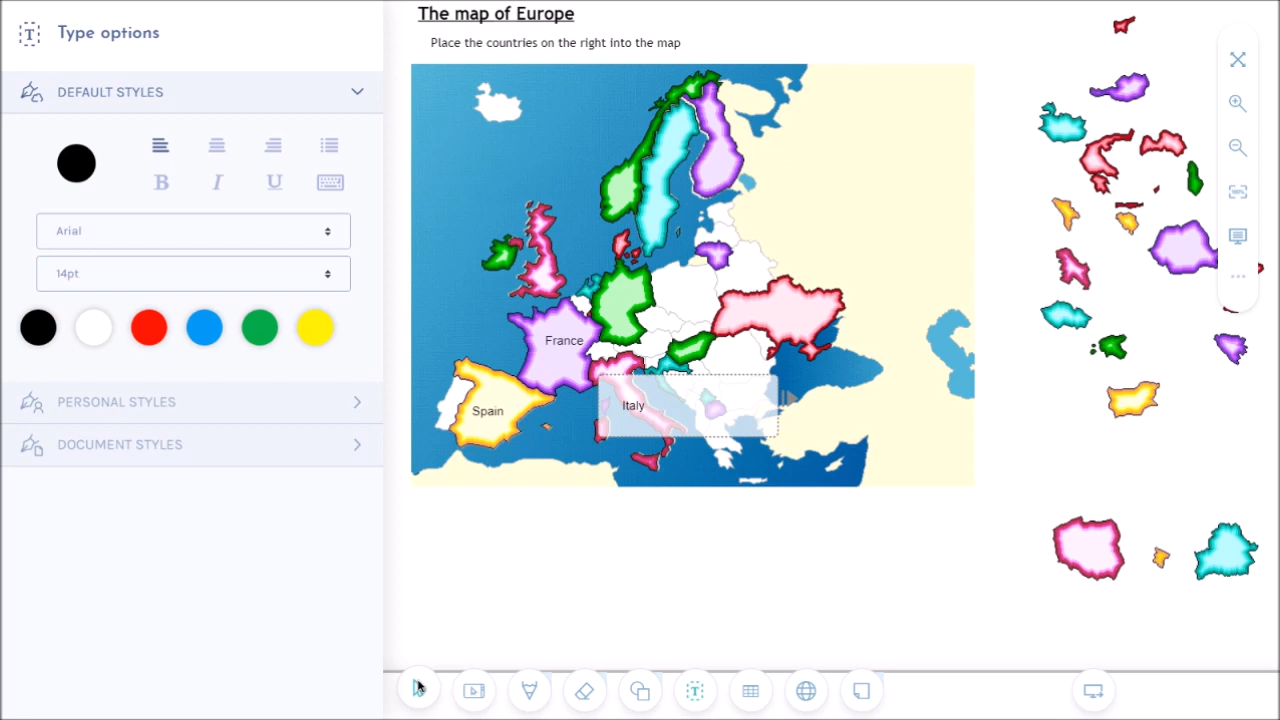 Type options
DEFAULT STYLES
B I U
Arial
14pt
PERSONAL STYLES
DOCUMENT STYLES
The map of Europe
Place the countries on the right into the map
France
Spain
Italy
T
T